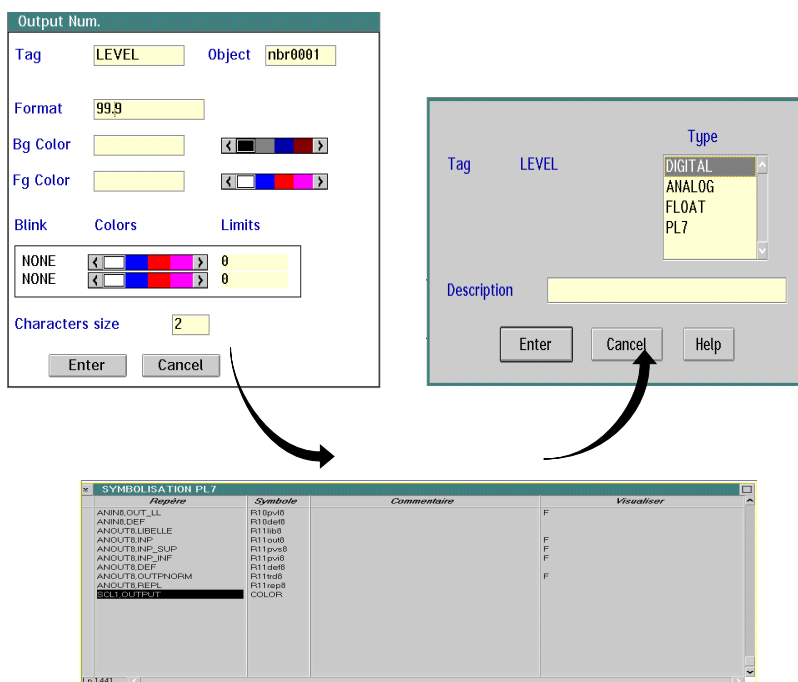 Output Num.
Tag LEVEL Object nbr0001
Format 99.9
Bg Color
Fg Color
Blink Colors Limits
NONE 0
NONE 0
Characters size 2
Enter Cancel
Type
Tag LEVEL DIGITAL
ANALOG
FLOAT
PL7
Description
Enter Cancel Help
SYMBOLISATION PL7
Repère Symbole Commentaire Visualiser
ANIN8,OUT_LL R10pvl8 F
ANIN8,DEF R10def8
ANOUT8,LIBELLE R11lib8
ANOUT8,INP R11out8 F
ANOUT8,INP_SUP R11pvs8 F
ANOUT8,INP_INF R11pvi8 F
ANOUT8,DEF R11def8
ANOUT8,OUTPNORM R11trd8 F
ANOUT8,REPL R11rep8
SCL1,OUTPUT COLOR
Ln 1441